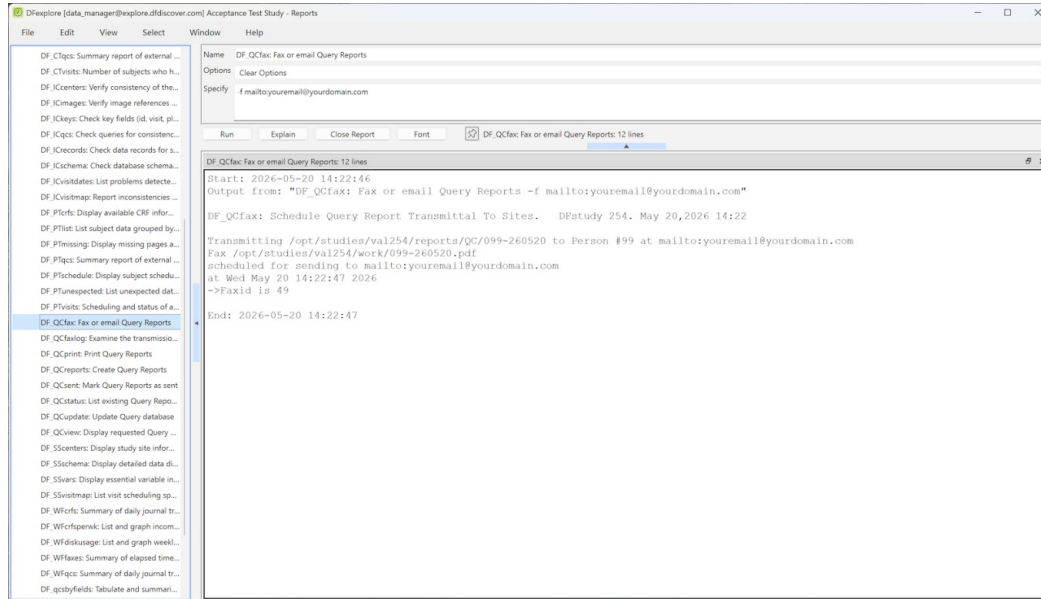 DFexplore [data_manager@explore.dfdiscover.com] Acceptance Test Study - Reports
File Edit View Select Window Help
DF_CTqcs: Summary report of external ...
DF_CTvisits: Number of subjects who h...
DF_ICcenters: Verify consistency of the...
DF_ICimages: Verify image references ...
DF_ICkeys: Check key fields (id, visit, pl...
DF_ICqcs: Check queries for consistenc...
DF_ICrecords: Check data records for s...
DF_ICschema: Check database schema...
DF_ICvisitdates: List problems detecte...
DF_ICvisitmap: Report inconsistencies ...
DF_PTcrfs: Display available CRF infor...
DF_PTlist: List subject data grouped by...
DF_PTmissing: Display missing pages a...
DF_PTqcs: Summary report of external ...
DF_PTschedule: Display subject schedu...
DF_PTunexpected: List unexpected dat...
DF_PTvisits: Scheduling and status of a...
DF_QCfax: Fax or email Query Reports
DF_QCfaxlog: Examine the transmissio...
DF_QCprint: Print Query Reports
DF_QCreports: Create Query Reports
DF_QCsent: Mark Query Reports as sent
DF_QCstatus: List existing Query Repo...
DF_QCupdate: Update Query database
DF_QCview: Display requested Query ...
DF_SScenters: Display study site infor...
DF_SSschema: Display detailed data di...
DF_SSvars: Display essential variable in...
DF_SSvisitmap: List visit scheduling sp...
DF_WFcrfs: Summary of daily journal tr...
DF_WFcrfsperwk: List and graph incom...
DF_WFdiskusage: List and graph weekl...
DF_WFfaxes: Summary of elapsed time...
DF_WFqcs: Summary of daily journal tr...
DF_qcsbyfields: Tabulate and summari...
Name DF_QCfax: Fax or email Query Reports
Options Clear Options
Specify -f mailto:youremail@yourdomain.com
Run Explain Close Report Font DF_QCfax: Fax or email Query Reports: 12 lines
DF_QCfax: Fax or email Query Reports: 12 lines
Start: 2026-05-20 14:22:46
Output from: "DF_QCfax: Fax or email Query Reports -f mailto:youremail@yourdomain.com"
DF_QCfax: Schedule Query Report Transmittal To Sites. DFstudy 254. May 20,2026 14:22
Transmitting /opt/studies/val254/reports/QC/099-260520 to Person #99 at mailto:youremail@yourdomain.com
Fax /opt/studies/val254/work/099-260520.pdf
scheduled for sending to mailto:youremail@yourdomain.com
at Wed May 20 14:22:47 2026
->Faxid is 49
End: 2026-05-20 14:22:47